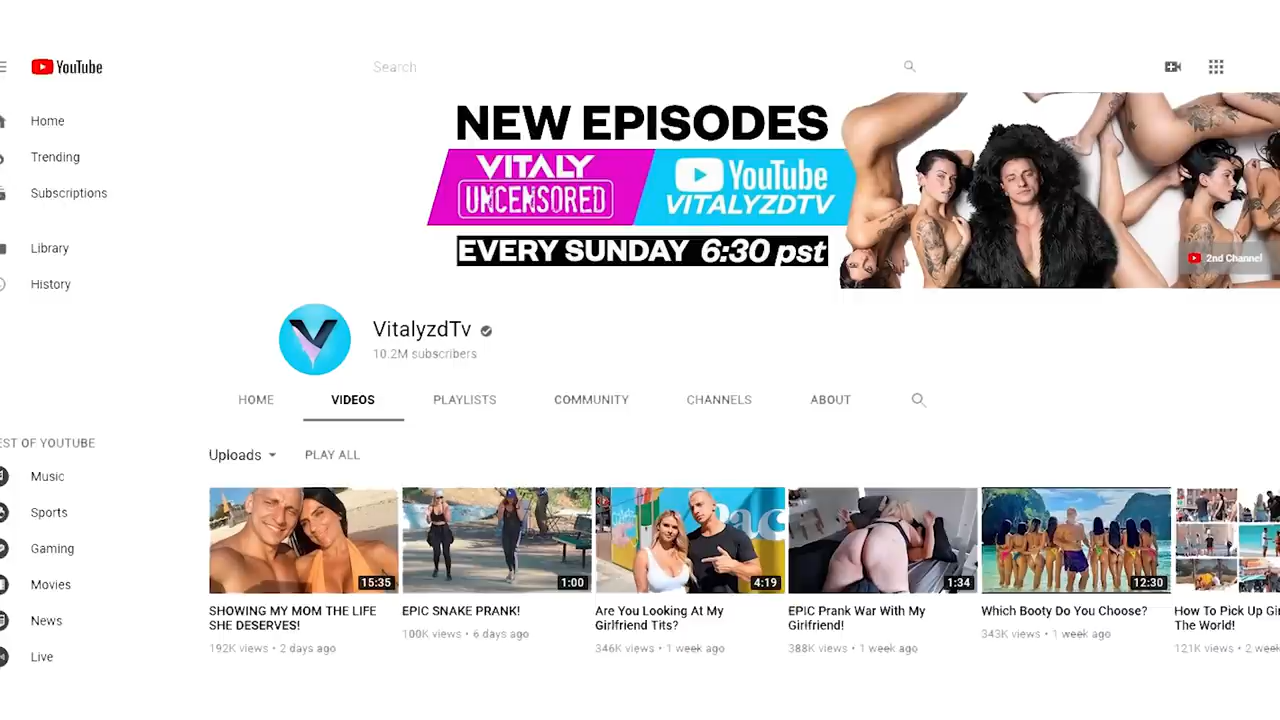 YouTube
Search
Home
Trending
Subscriptions
Library
History
NEW EPISODES
VITALY
UNCENSORED
YouTube
VITALYZDTV
EVERY SUNDAY 6:30 pst
2nd Channel
VitalyzdTv
10.2M subscribers
HOME VIDEOS PLAYLISTS COMMUNITY CHANNELS ABOUT
EST OF YOUTUBE
Music
Sports
Gaming
Movies
News
Live
Uploads PLAY ALL
15:35
SHOWING MY MOM THE LIFE
SHE DESERVES!
192K views • 2 days ago
1:00
EPIC SNAKE PRANK!
100K views • 6 days ago
Pac
4:19
Are You Looking At My
Girlfriend Tits?
346K views • 1 week ago
1:34
EPIC Prank War With My
Girlfriend!
388K views • 1 week ago
12:30
Which Booty Do You Choose?
343K views • 1 week ago
How To Pick Up Gi
The World!
121K views • 2 wee